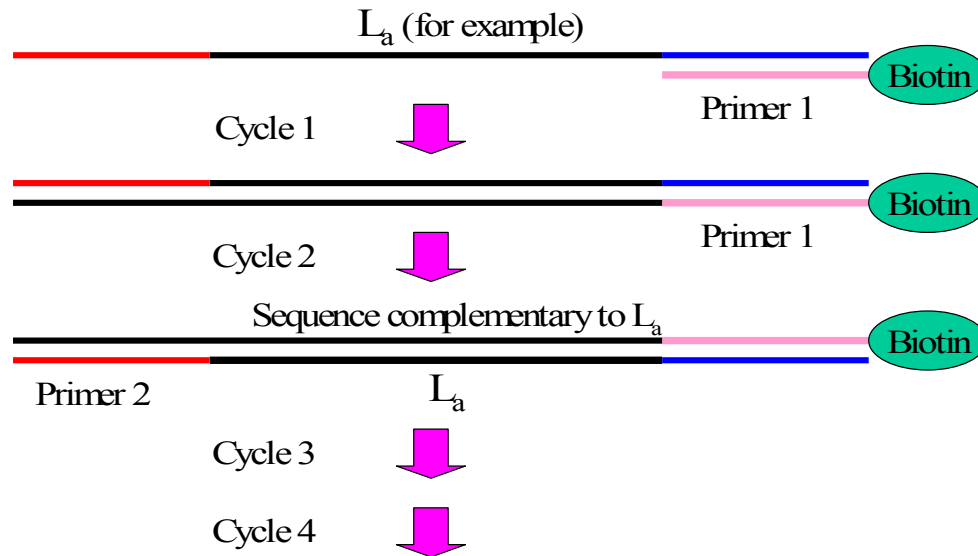 La (for example)
Biotin
Primer 1
Cycle 1
Biotin
Primer 1
Cycle 2
Sequence complementary to La
Biotin
Primer 2
La
Cycle 3
Cycle 4